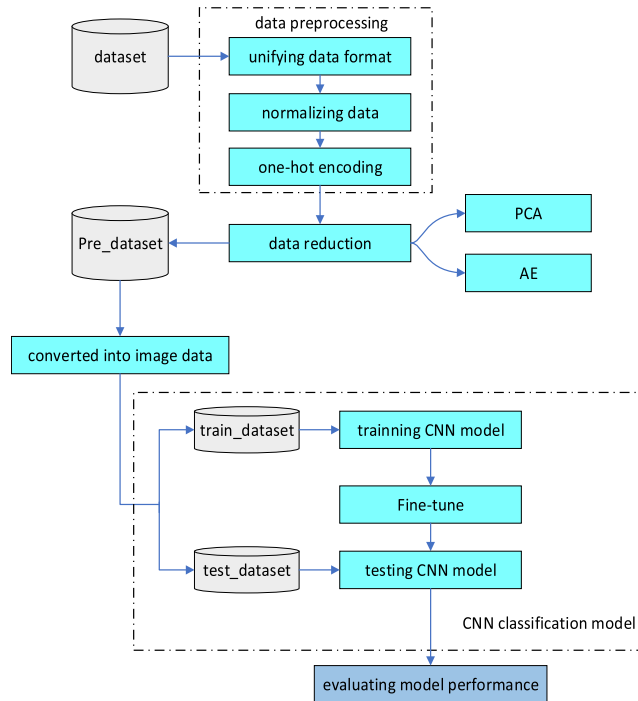 data preprocessing
dataset
unifying data format
normalizing data
one-hot encoding
PCA
Pre_dataset
data reduction
AE
converted into image data
train_dataset
trainning CNN model
Fine-tune
test_dataset
testing CNN model
CNN classification model
evaluating model performance